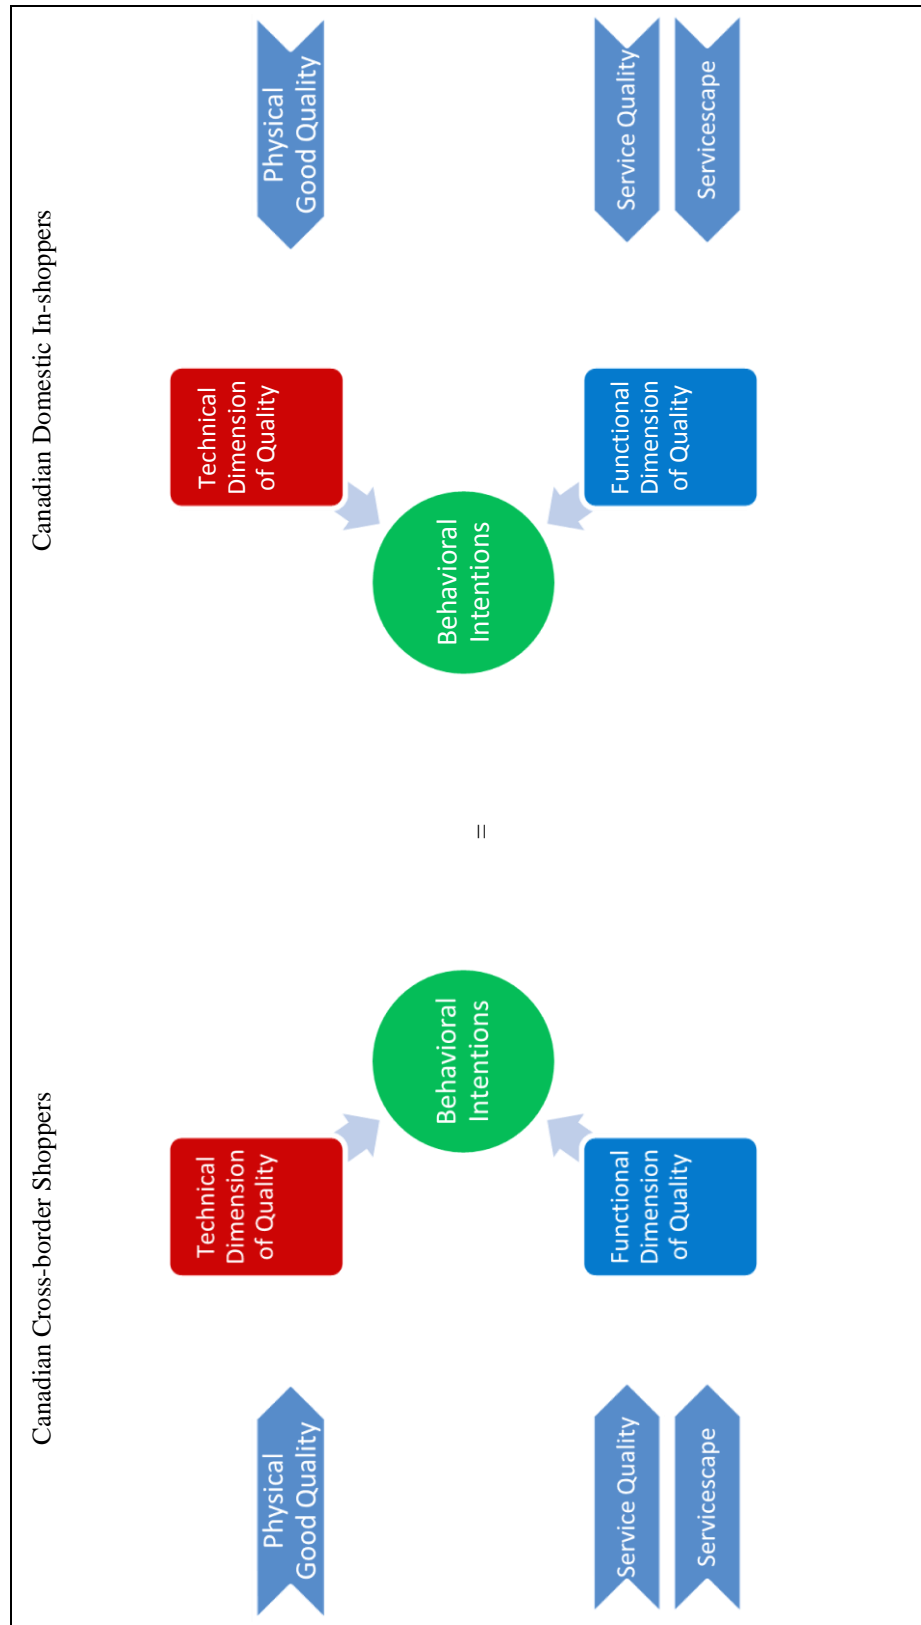 Canadian Cross-border Shoppers
Canadian Domestic In-shoppers
Physical
Good Quality
Technical
Dimension
of Quality
Behavioral
Intentions
Service Quality
Servicescape
Functional
Dimension
of Quality
=
Behavioral
Intentions
Technical
Dimension
of Quality
Physical
Good Quality
Functional
Dimension
of Quality
Service Quality
Servicescape